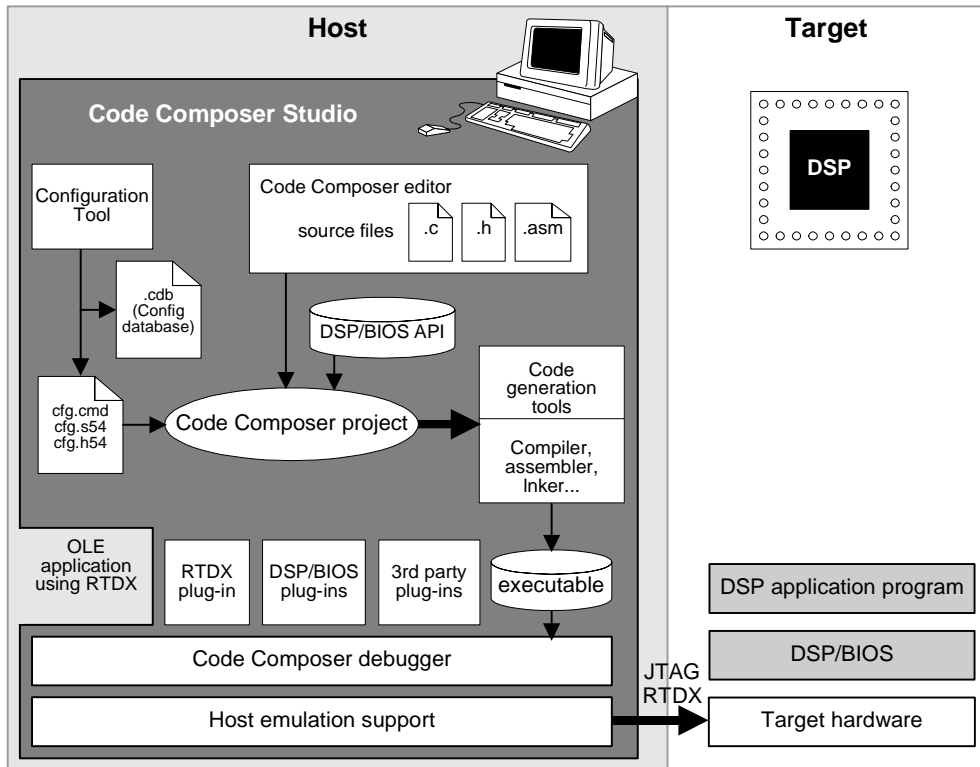 Host
Target
Code Composer Studio
Configuration
Tool
Code Composer editor
source files
.c
.h
.asm
DSP
.cdb
(Config
database)
DSP/BIOS API
Code
generation
tools
cfg.cmd
cfg.s54
cfg.h54
Code Composer project
Compiler,
assembler,
lnker...
OLE
application
using RTDX
RTDX
plug-in
DSP/BIOS
plug-ins
3rd party
plug-ins
executable
DSP application program
Code Composer debugger
DSP/BIOS
JTAG
RTDX
Host emulation support
Target hardware